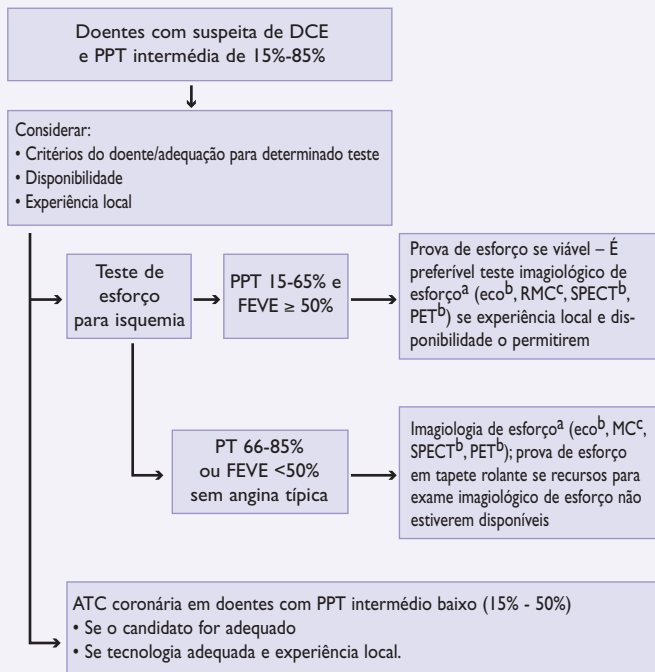 Doentes com suspeita de DCE
e PPT intermédia de 15%-85%
Considerar:
• Critérios do doente/adequação para determinado teste
• Disponibilidade
• Experiência local
Teste de
esforço
para isquemia
PPT 15-65% e
FEVE ≥ 50%
Prova de esforço se viável – É
preferível teste imagiológico de
esforçoa (ecob, RMCc, SPECTb,
PETb) se experiência local e dis-
ponibilidade o permitirem
PT 66-85%
ou FEVE <50%
sem angina típica
Imagiologia de esforçoa (ecob, MCc,
SPECTb, PETb); prova de esforço
em tapete rolante se recursos para
exame imagiológico de esforço não
estiverem disponíveis
ATC coronária em doentes com PPT intermédio baixo (15% - 50%)
• Se o candidato for adequado
• Se tecnologia adequada e experiência local.